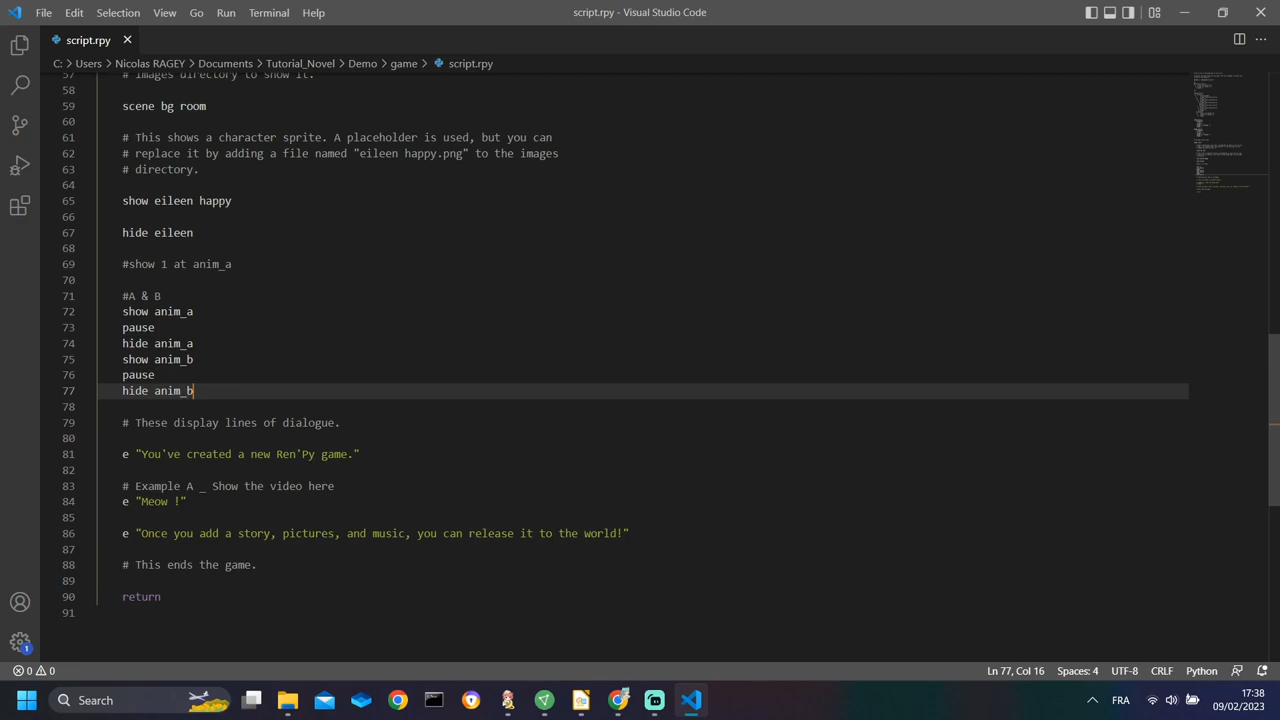 File Edit Selection View Go Run Terminal Help
script.rpy - Visual Studio Code
script.rpy
C: > Users > Nicolas RAGEY > Documents > Tutorial_Novel > Demo > game > script.rpy
57 # images directory to show it.
58
59 scene bg room
60
61 # This shows a character sprite. A placeholder is used, but you can
62 # replace it by adding a file named "eileen happy.png" to the images
63 # directory.
64
65 show eileen happy
66
67 hide eileen
68
69 #show 1 at anim_a
70
71 #A & B
72 show anim_a
73 pause
74 hide anim_a
75 show anim_b
76 pause
77 hide anim_b
78
79 # These display lines of dialogue.
80
81 e "You've created a new Ren'Py game."
82
83 # Example A _ Show the video here
84 e "Meow !"
85
86 e "Once you add a story, pictures, and music, you can release it to the world!"
87
88 # This ends the game.
89
90 return
91
1
0 0 Ln 77, Col 16 Spaces: 4 UTF-8 CRLF Python
Search FRA 17:38
09/02/2023